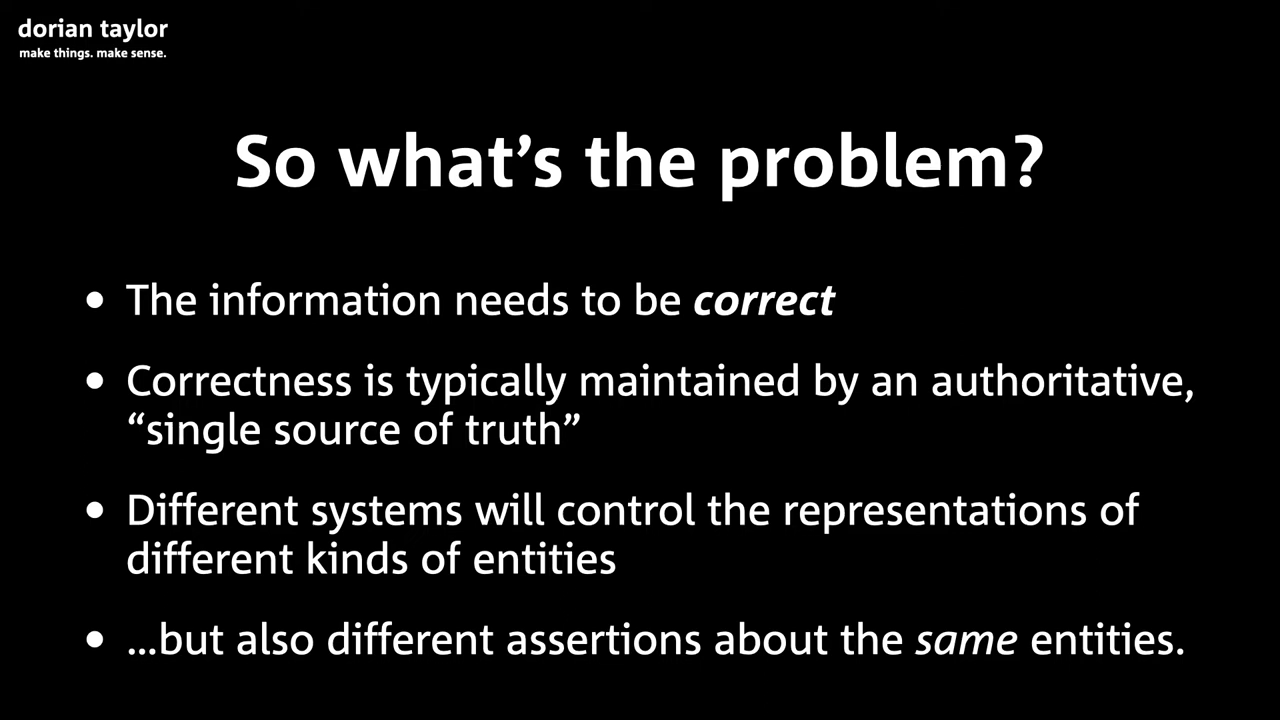 dorian taylor
make things. make sense.
So what’s the problem?
• The information needs to be correct
• Correctness is typically maintained by an authoritative,
“single source of truth”
• Different systems will control the representations of
different kinds of entities
• ...but also different assertions about the same entities.